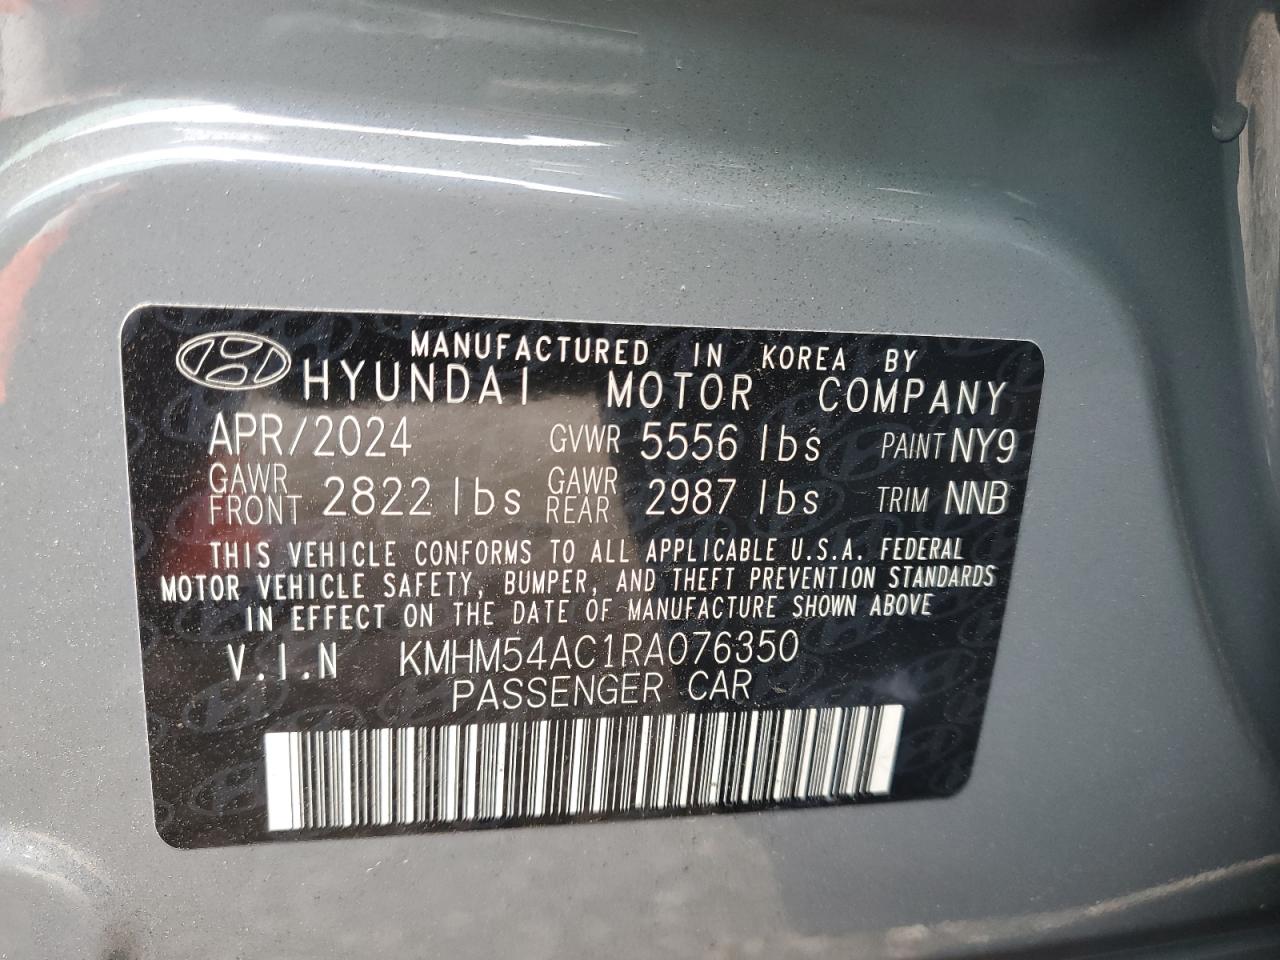 MANUFACTURED IN KOREA BY
HYUNDAI MOTOR COMPANY
APR/2024 GVWR 5556 lbs PAINT NY9
GAWR FRONT 2822 lbs GAWR REAR 2987 lbs TRIM NNB
THIS VEHICLE CONFORMS TO ALL APPLICABLE U.S.A. FEDERAL
MOTOR VEHICLE SAFETY, BUMPER, AND THEFT PREVENTION STANDARDS
IN EFFECT ON THE DATE OF MANUFACTURE SHOWN ABOVE
V.I.N KMHM54AC1RA076350
PASSENGER CAR